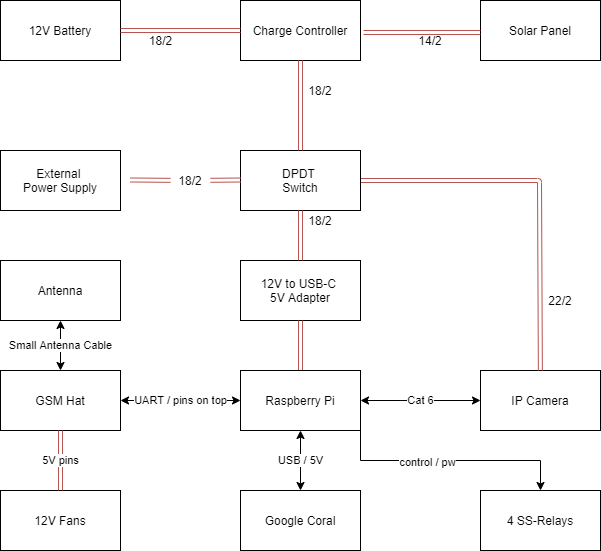 12V Battery
Charge Controller
Solar Panel
18/2
14/2
18/2
External
Power Supply
18/2
DPDT
Switch
18/2
Antenna
12V to USB-C
5V Adapter
22/2
Small Antenna Cable
GSM Hat
UART / pins on top
Raspberry Pi
Cat 6
IP Camera
5V pins
USB / 5V
control / pw
12V Fans
Google Coral
4 SS-Relays